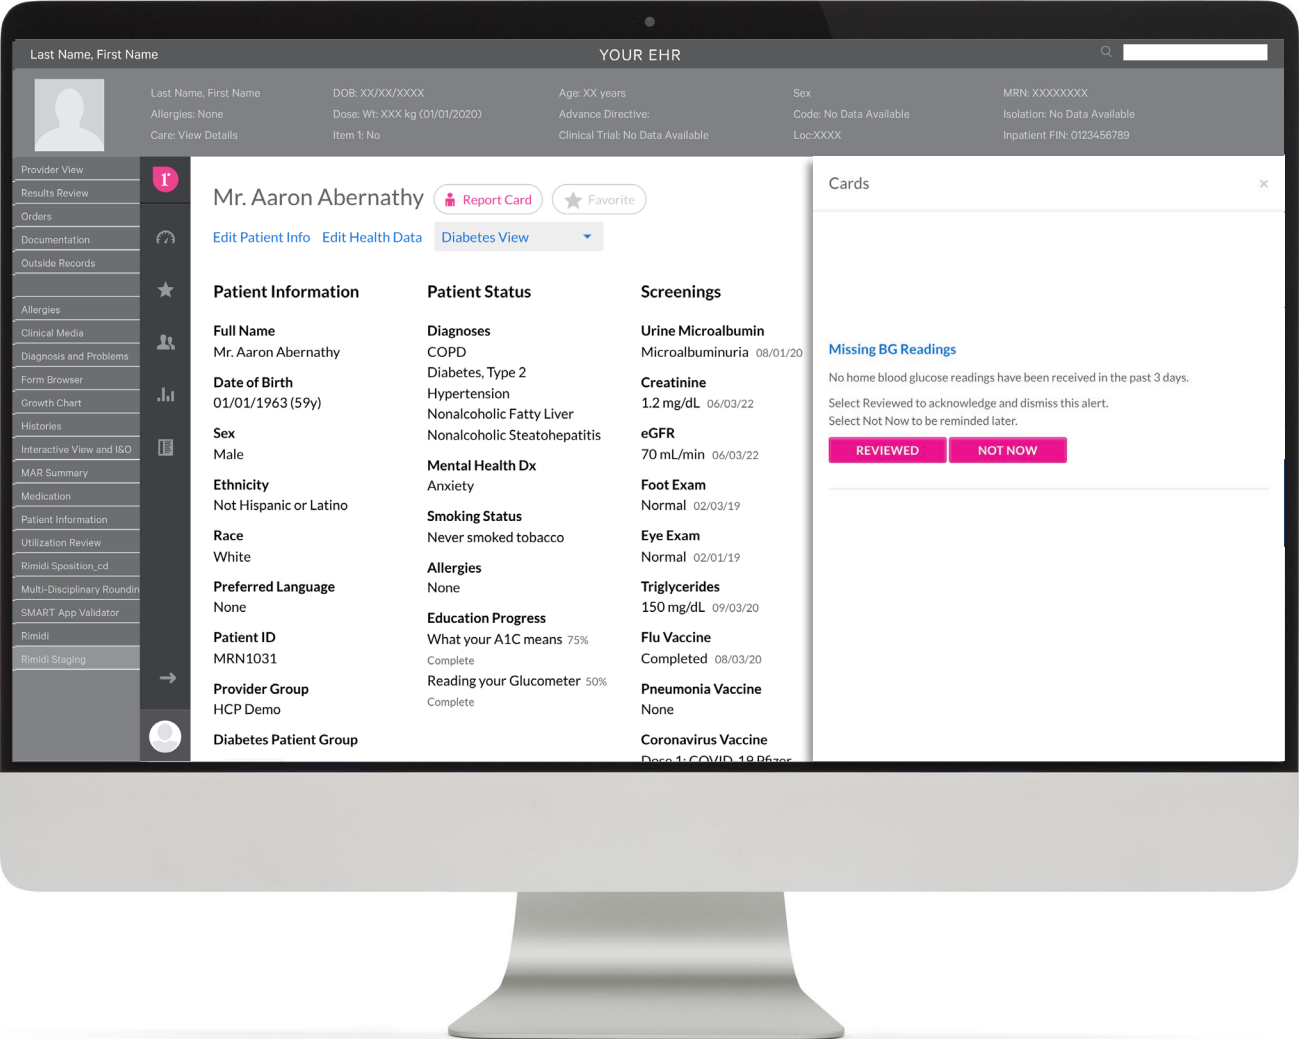 Last Name, First Name
YOUR EHR
Last Name, First Name
DOB: XX/XX/XXXX
Age: XX years
Sex
MRN: XXXXXXXX
Allergies: None
Dose: Wt: XXX kg (01/01/2020)
Advance Directive:
Code: No Data Available
Isolation: No Data Available
Care: View Details
Item 1: No
Clinical Trial: No Data Available
Loc:XXXX
Inpatient FIN: 0123456789
Provider View
Results Review
Orders
Documentation
Outside Records
Allergies
Clinical Media
Diagnosis and Problems
Form Browser
Growth Chart
Histories
Interactive View and I&O
MAR Summary
Medication
Patient Information
Utilization Review
Rimidi Sposition_cd
Multi-Disciplinary Roundin
SMART App Validator
Rimidi
Rimidi Staging
r
Mr. Aaron Abernathy
Report Card
Favorite
Edit Patient Info
Edit Health Data
Diabetes View
Patient Information
Full Name
Mr. Aaron Abernathy
Date of Birth
01/01/1963 (59y)
Sex
Male
Ethnicity
Not Hispanic or Latino
Race
White
Preferred Language
None
Patient ID
MRN1031
Provider Group
HCP Demo
Diabetes Patient Group
Patient Status
Diagnoses
COPD
Diabetes, Type 2
Hypertension
Nonalcoholic Fatty Liver
Nonalcoholic Steatohepatitis
Mental Health Dx
Anxiety
Smoking Status
Never smoked tobacco
Allergies
None
Education Progress
What your A1C means 75%
Complete
Reading your Glucometer 50%
Complete
Screenings
Urine Microalbumin
Microalbuminuria 08/01/20
Creatinine
1.2 mg/dL 06/03/22
eGFR
70 mL/min 06/03/22
Foot Exam
Normal 02/03/19
Eye Exam
Normal 02/01/19
Triglycerides
150 mg/dL 09/03/20
Flu Vaccine
Completed 08/03/20
Pneumonia Vaccine
None
Coronavirus Vaccine
Dose 1: COVID-19 Pfizer
Cards
×
Missing BG Readings
No home blood glucose readings have been received in the past 3 days.
Select Reviewed to acknowledge and dismiss this alert.
Select Not Now to be reminded later.
REVIEWED
NOT NOW